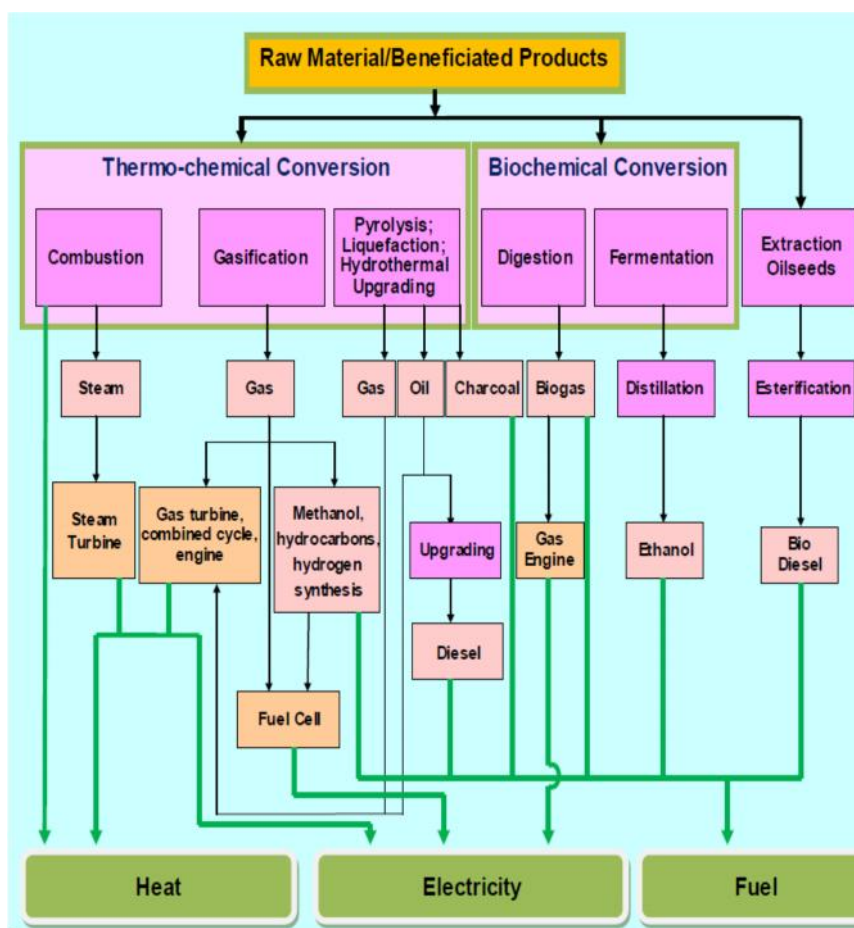 Raw Material/Beneficiated Products
Thermo-chemical Conversion
Biochemical Conversion
Combustion
Gasification
Pyrolysis;
Liquefaction;
Hydrothermal
Upgrading
Digestion
Fermentation
Extraction
Oilseeds
Steam
Gas
Gas
Oil
Charcoal
Biogas
Distillation
Esterification
Steam
Turbine
Gas turbine,
combined cycle,
engine
Methanol,
hydrocarbons,
hydrogen
synthesis
Upgrading
Gas
Engine
Ethanol
Bio
Diesel
Diesel
Fuel Cell
Heat
Electricity
Fuel